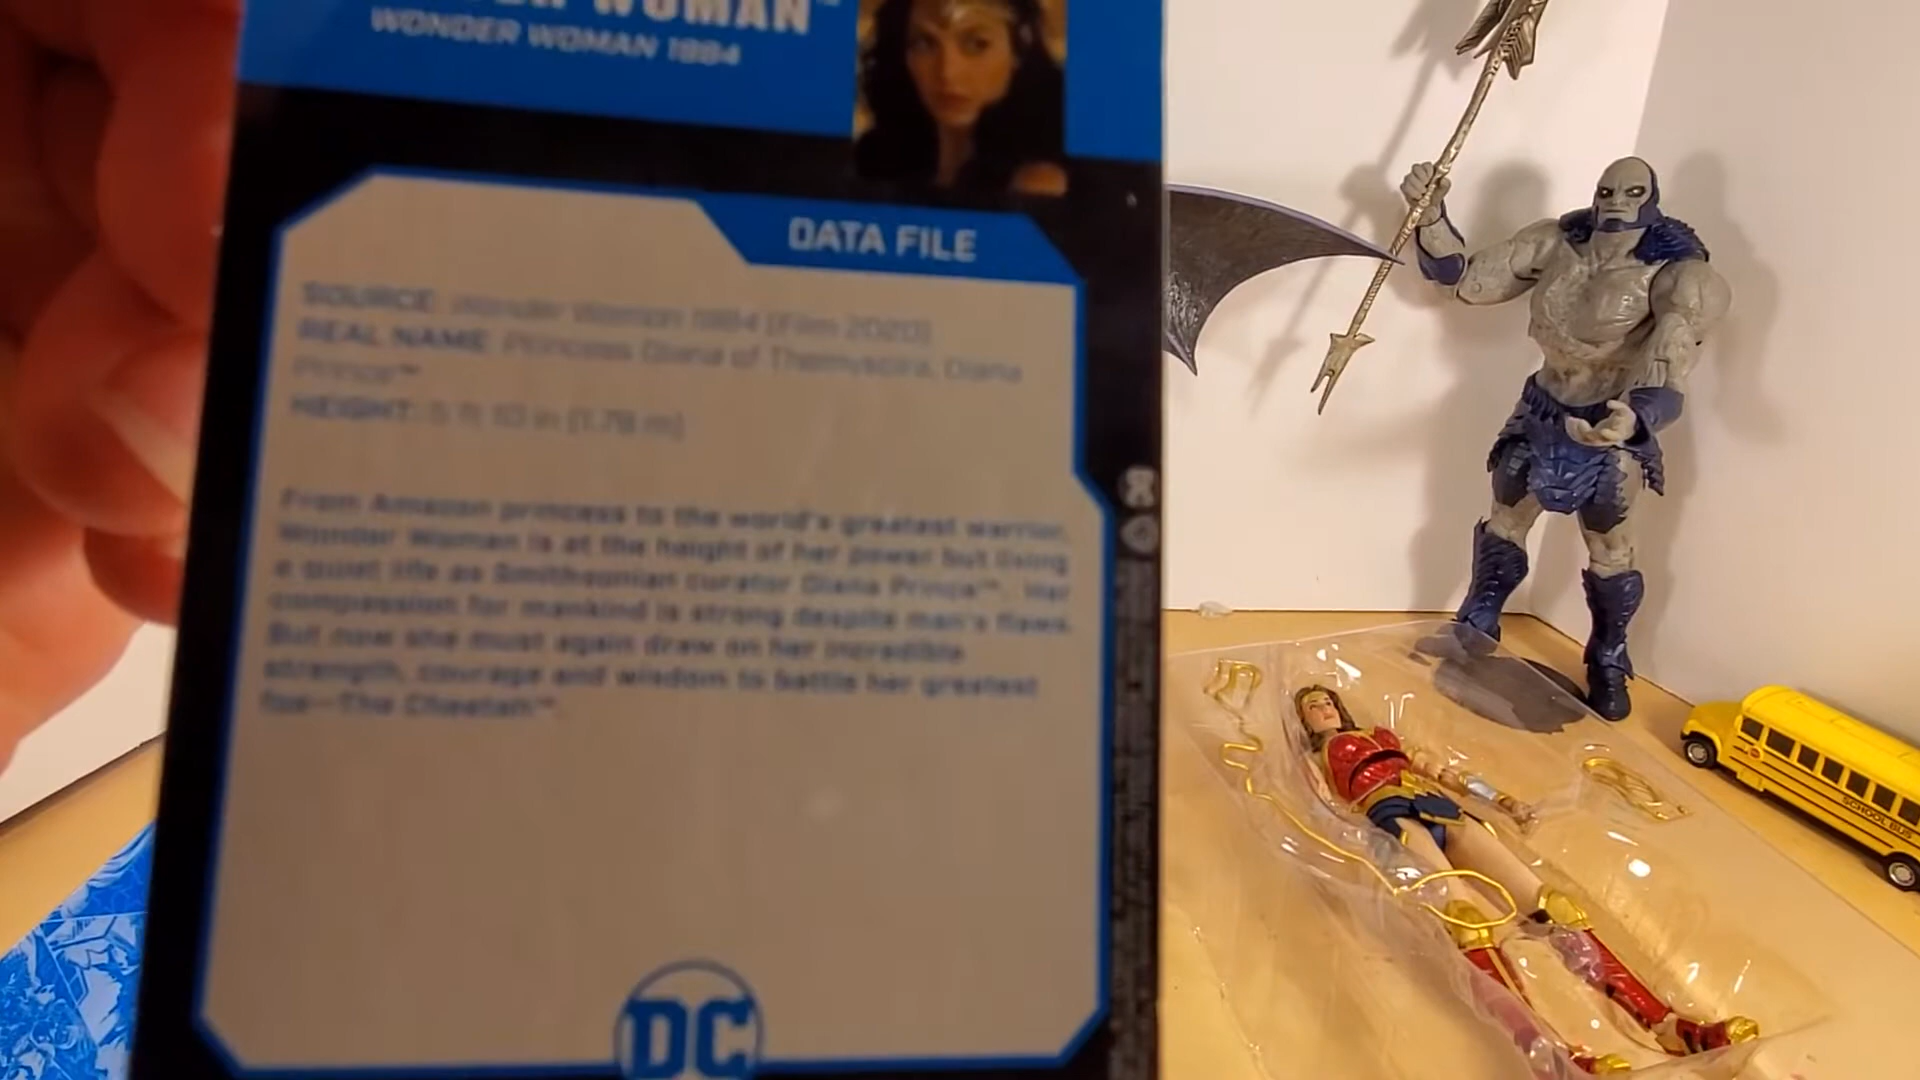 WOMAN™
WONDER WOMAN 1984
DATA FILE
SOURCE: Wonder Woman 1984 (Film 2020)
REAL NAME: Princess Diana of Themyscira, Diana
Prince™
HEIGHT: 5 ft 10 in (1.78 m)
From Amazon princess to the world's greatest warrior,
Wonder Woman is at the height of her power but living
a quiet life as Smithsonian curator Diana Prince™. Her
compassion for mankind is strong despite man's flaws.
But now she must again draw on her incredible
strength, courage and wisdom to battle her greatest
foe—The Cheetah™.
DC
SCHOOL BUS